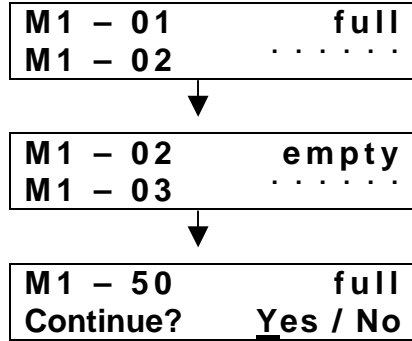 M1 – 01 full
M1 – 02 . . . . . .
M1 – 02 empty
M1 – 03 . . . . . .
M1 – 50 full
Continue? Yes / No